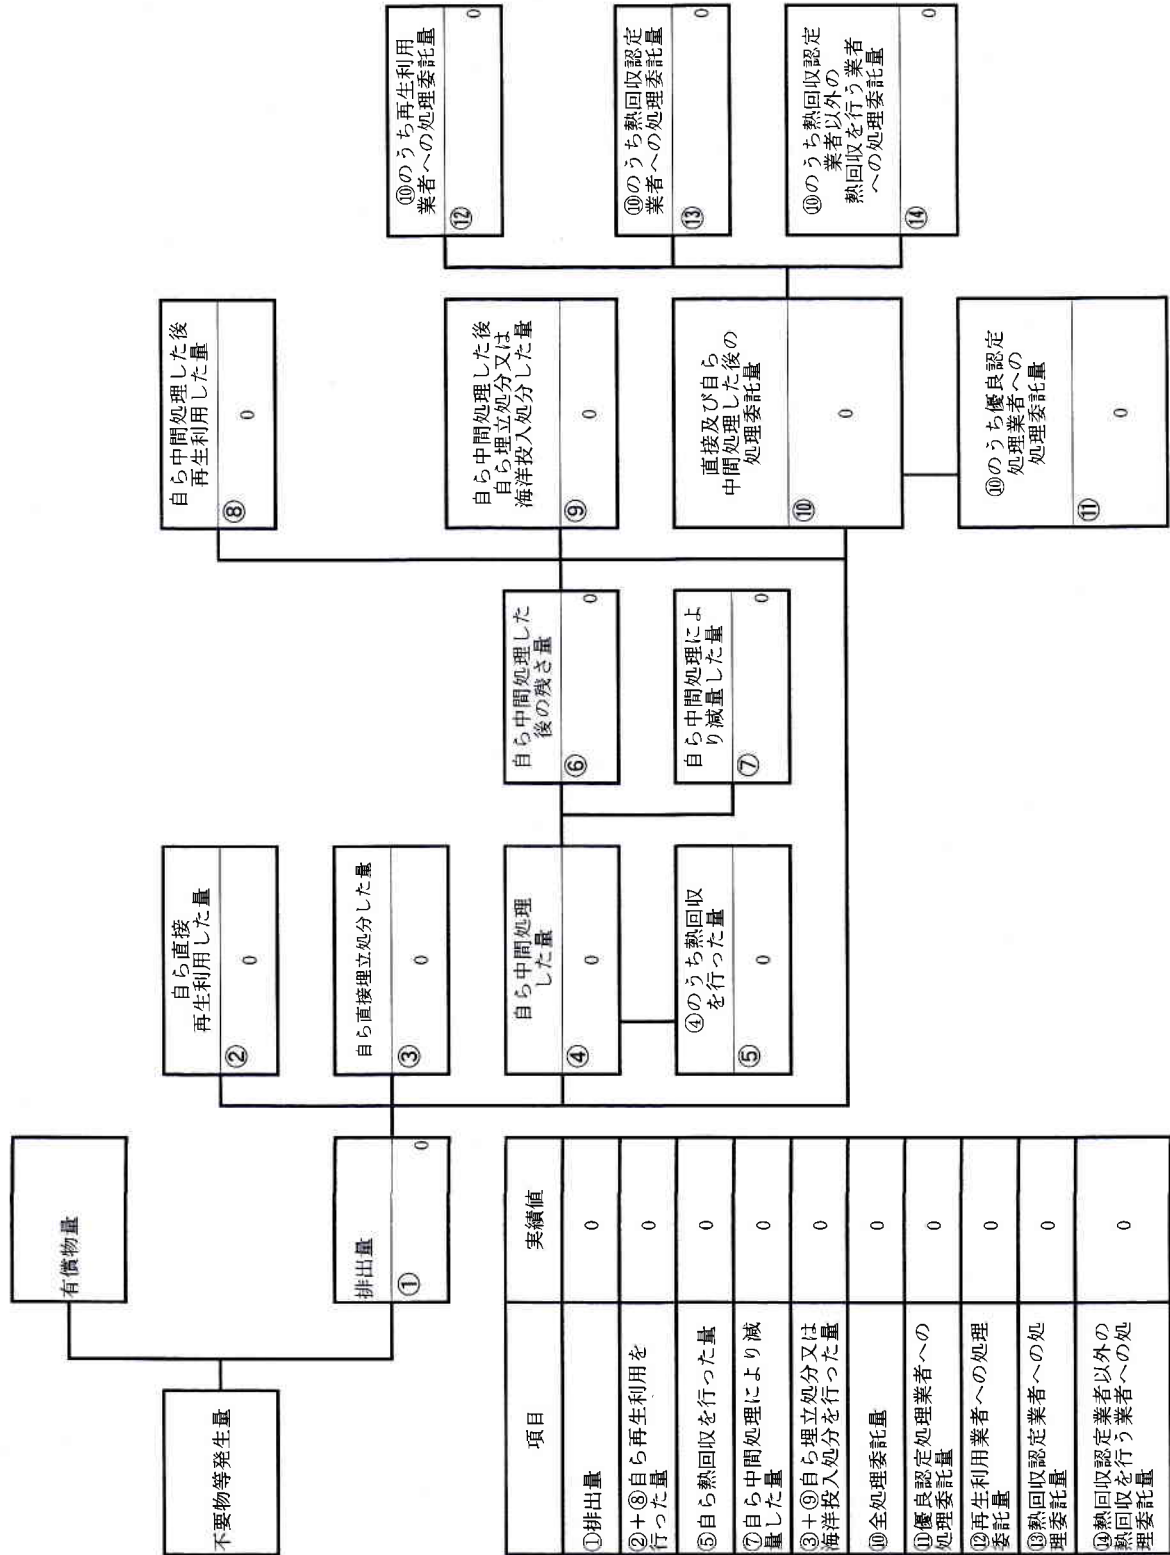 不要物等発生量
有償物量
排出量
①
0
自ら直接
再生利用した量
②
0
自ら直接埋立処分した量
③
0
自ら中間処理
した量
④
0
④のうち熱回収
を行った量
⑤
0
自ら中間処理した
後の残さ量
⑥
0
自ら中間処理によ
り減量した量
⑦
0
自ら中間処理した後
再生利用した量
⑧
0
自ら中間処理した後
自ら埋立処分又は
海洋投入処分した量
⑨
0
直接及び自ら
中間処理した後の
処理委託量
⑩
0
⑩のうち優良認定
処理業者への
処理委託量
⑪
0
⑩のうち再生利用
業者への処理委託量
⑫
0
⑩のうち熱回収認定
業者への処理委託量
⑬
0
⑩のうち熱回収認定
業者以外の
熱回収を行う業者
への処理委託量
⑭
0
項目 実績値
①排出量 0
②+⑧自ら再生利用を
行った量 0
⑤自ら熱回収を行った量 0
⑦自ら中間処理により減
量した量 0
③+⑨自ら埋立処分又は
海洋投入処分を行った量 0
⑩全処理委託量 0
⑪優良認定処理業者への
処理委託量 0
⑫再生利用業者への処理
委託量 0
⑬熱回収認定業者への処
理委託量 0
⑭熱回収認定業者以外の
熱回収を行う業者への処
理委託量 0